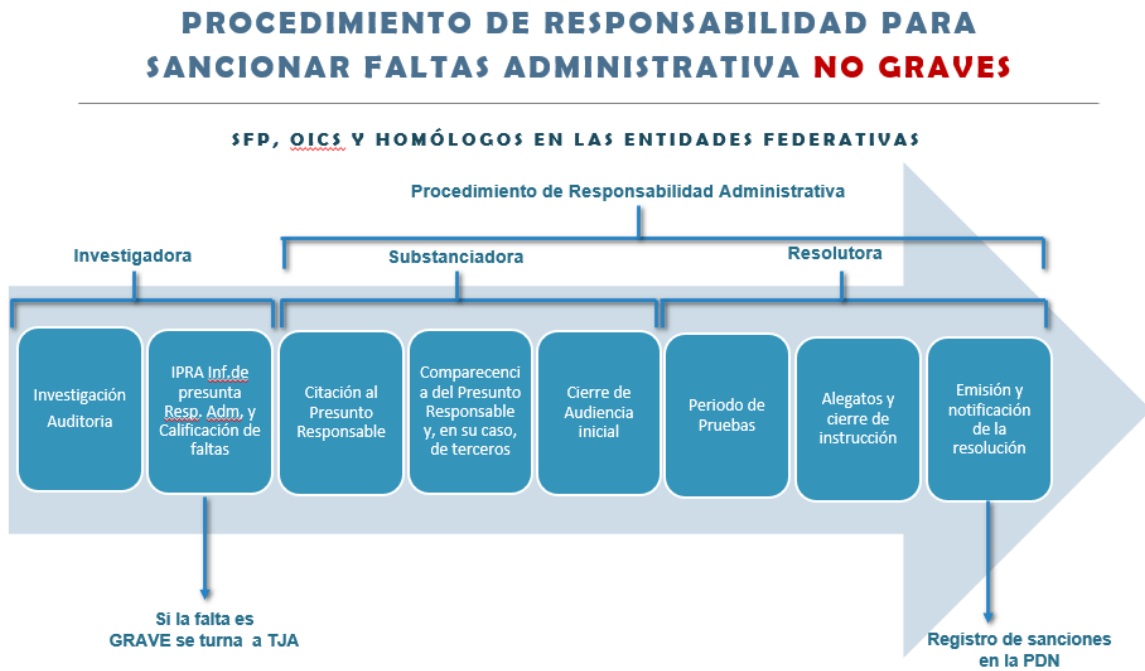 PROCEDIMIENTO DE RESPONSABILIDAD PARA
SANCIONAR FALTAS ADMINISTRATIVA NO GRAVES
SFP, OICS Y HOMÓLOGOS EN LAS ENTIDADES FEDERATIVAS
Procedimiento de Responsabilidad Administrativa
Investigadora
Substanciadora
Resolutora
Investigación
Auditoria
IPRA Inf.de
presunta
Resp. Adm, y
Calificación de
faltas
Citación al
Presunto
Responsable
Comparecenci
a del Presunto
Responsable
y, en su caso,
de terceros
Cierre de
Audiencia
inicial
Periodo de
Pruebas
Alegatos y
cierre de
instrucción
Emisión y
notificación
de la
resolución
Si la falta es
GRAVE se turna a TJA
Registro de sanciones
en la PDN